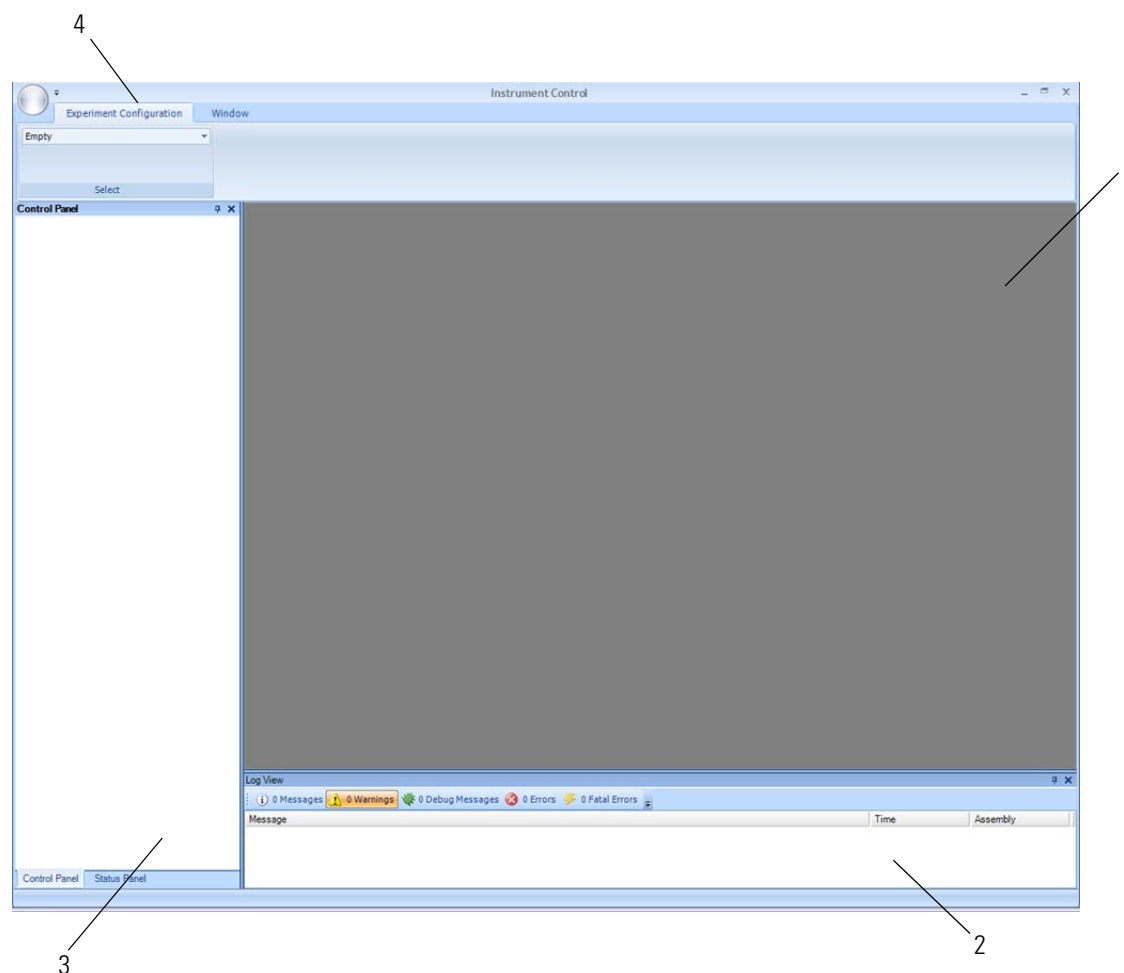 4
Instrument Control
Experiment Configuration Window
Empty
Select
Control Panel
Log View
0 Messages 0 Warnings 0 Debug Messages 0 Errors 0 Fatal Errors
Message Time Assembly
Control Panel Status Panel
3
2